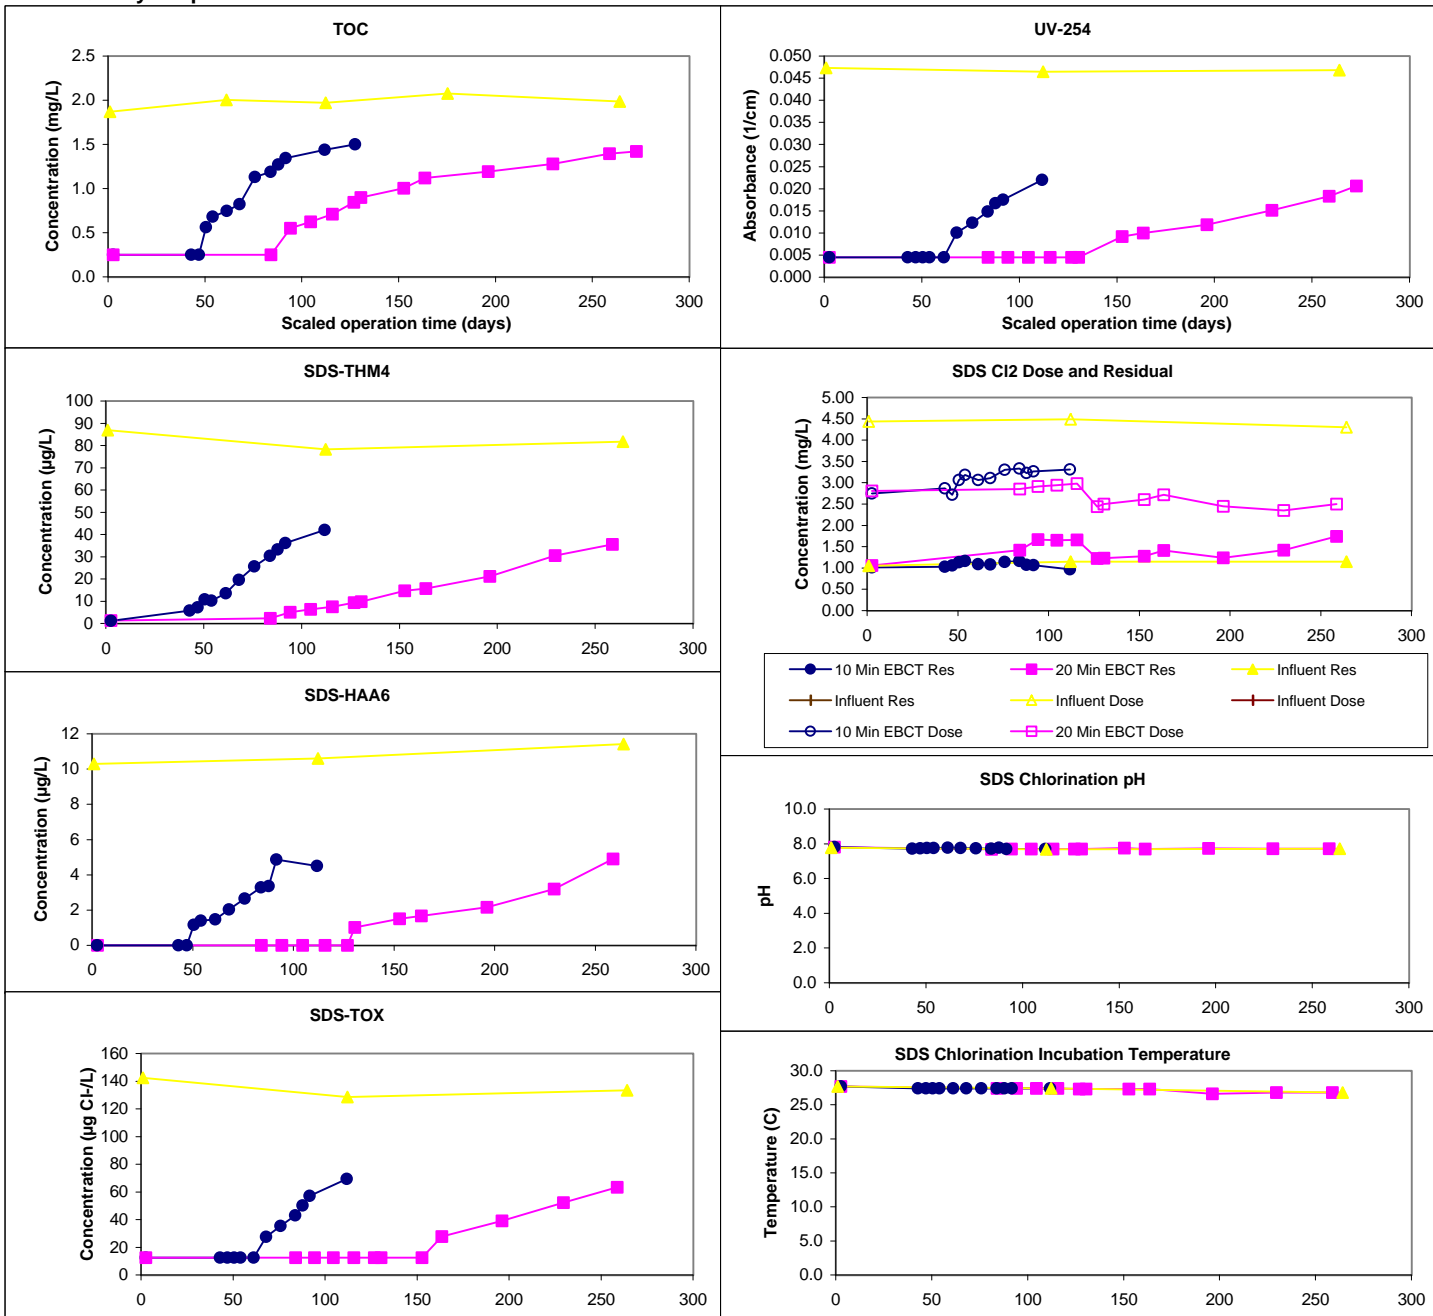 TOC
Concentration (mg/L)
2.5
2.0
1.5
1.0
0.5
0.0
0 50 100 150 200 250 300
Scaled operation time (days)
UV-254
Absorbance (1/cm)
0.050
0.045
0.040
0.035
0.030
0.025
0.020
0.015
0.010
0.005
0.000
0 50 100 150 200 250 300
Scaled operation time (days)
SDS-THM4
Concentration (µg/L)
100
90
80
70
60
50
40
30
20
10
0
0 50 100 150 200 250 300
SDS Cl2 Dose and Residual
Concentration (mg/L)
5.00
4.50
4.00
3.50
3.00
2.50
2.00
1.50
1.00
0.50
0.00
0 50 100 150 200 250 300
10 Min EBCT Res 20 Min EBCT Res Influent Res
Influent Res Influent Dose Influent Dose
10 Min EBCT Dose 20 Min EBCT Dose
SDS-HAA6
Concentration (µg/L)
12
10
8
6
4
2
0
0 50 100 150 200 250 300
SDS Chlorination pH
pH
10.0
8.0
6.0
4.0
2.0
0.0
0 50 100 150 200 250 300
SDS-TOX
Concentration (µg Cl-/L)
160
140
120
100
80
60
40
20
0
0 50 100 150 200 250 300
SDS Chlorination Incubation Temperature
Temperature (C)
30.0
25.0
20.0
15.0
10.0
5.0
0.0
0 50 100 150 200 250 300